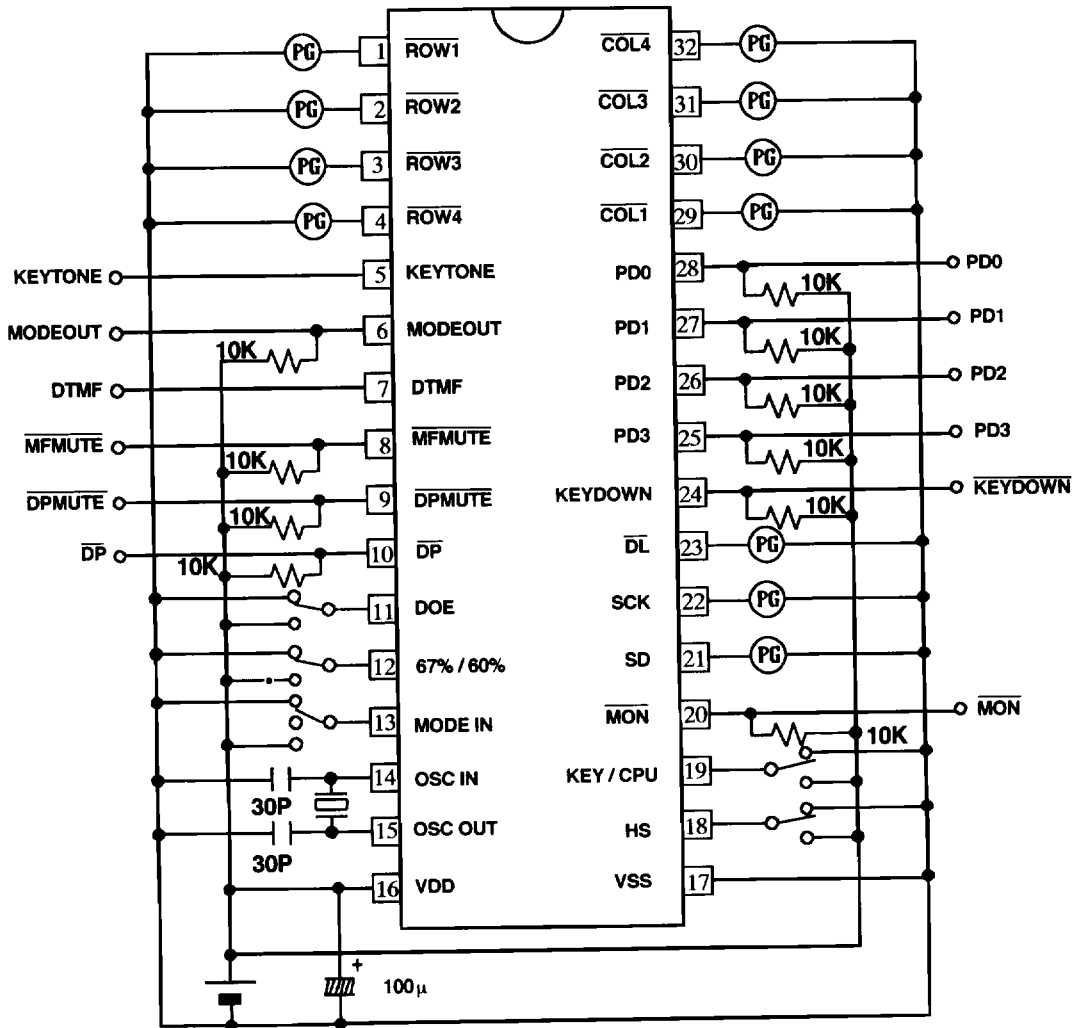 PG 1 ROW1 COL4 32 PG
PG 2 ROW2 COL3 31 PG
PG 3 ROW3 COL2 30 PG
PG 4 ROW4 COL1 29 PG
KEYTONE 5 KEYTONE PD0 28 PD0
10K
MODEOUT 6 MODEOUT PD1 27 PD1
10K 10K
DTMF 7 DTMF PD2 26 PD2
10K
MFMUTE 8 MFMUTE PD3 25 PD3
10K 10K
DPMUTE 9 DPMUTE KEYDOWN 24 KEYDOWN
10K 10K
DP 10 DP DL 23 PG
10K
11 DOE SCK 22 PG
12 67% / 60% SD 21 PG
13 MODE IN MON 20 MON
10K
14 OSC IN KEY / CPU 19
30P
15 OSC OUT HS 18
30P
16 VDD VSS 17
+
100μ